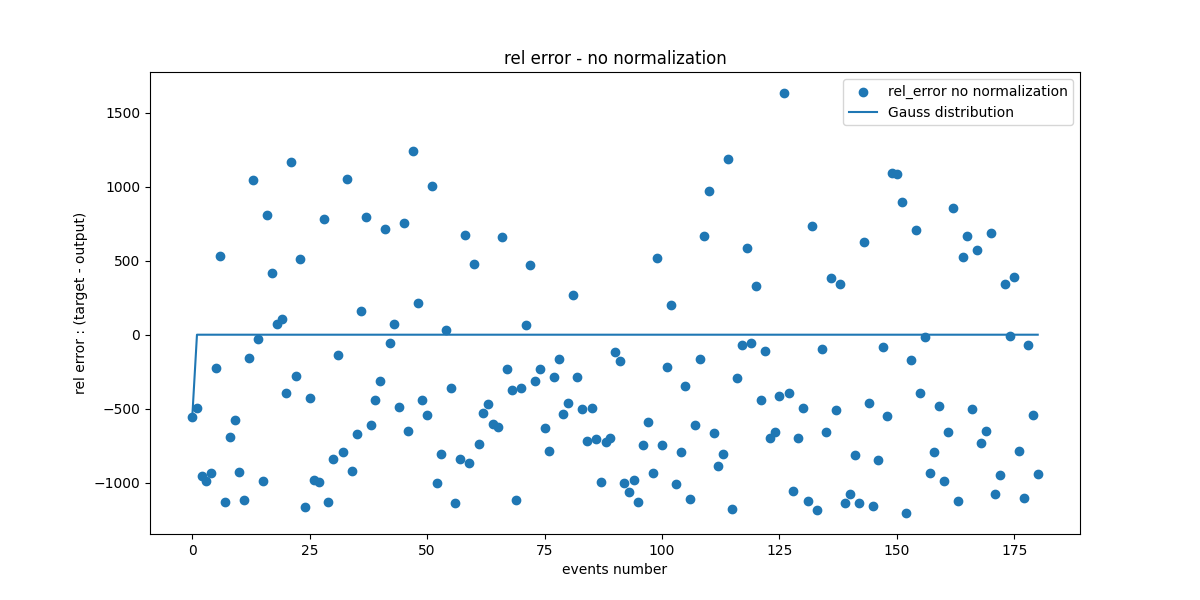 rel error - no normalization
rel_error no normalization
Gauss distribution
rel error : (target - output)
1500
1000
500
0
−500
−1000
0 25 50 75 100 125 150 175
events number